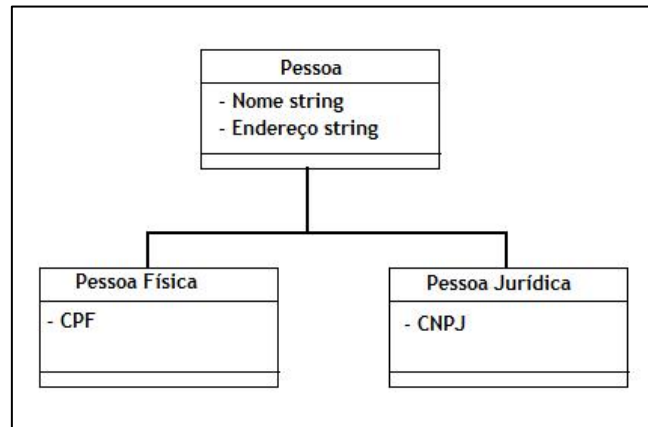 Pessoa
- Nome string
- Endereço string
Pessoa Física
- CPF
Pessoa Jurídica
- CNPJ